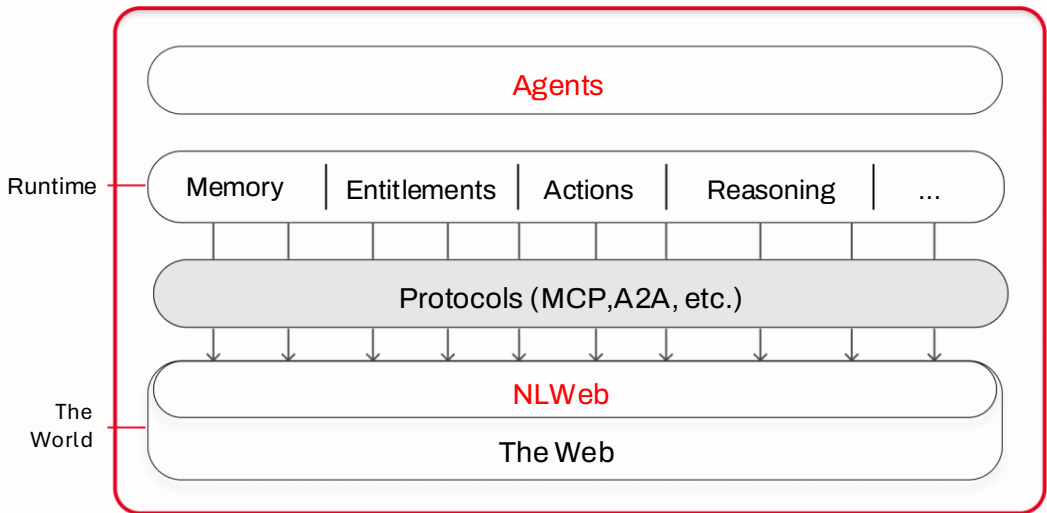 Agents
Runtime
Memory
Entitlements
Actions
Reasoning
...
Protocols (MCP,A2A, etc.)
NLWeb
The
World
The Web